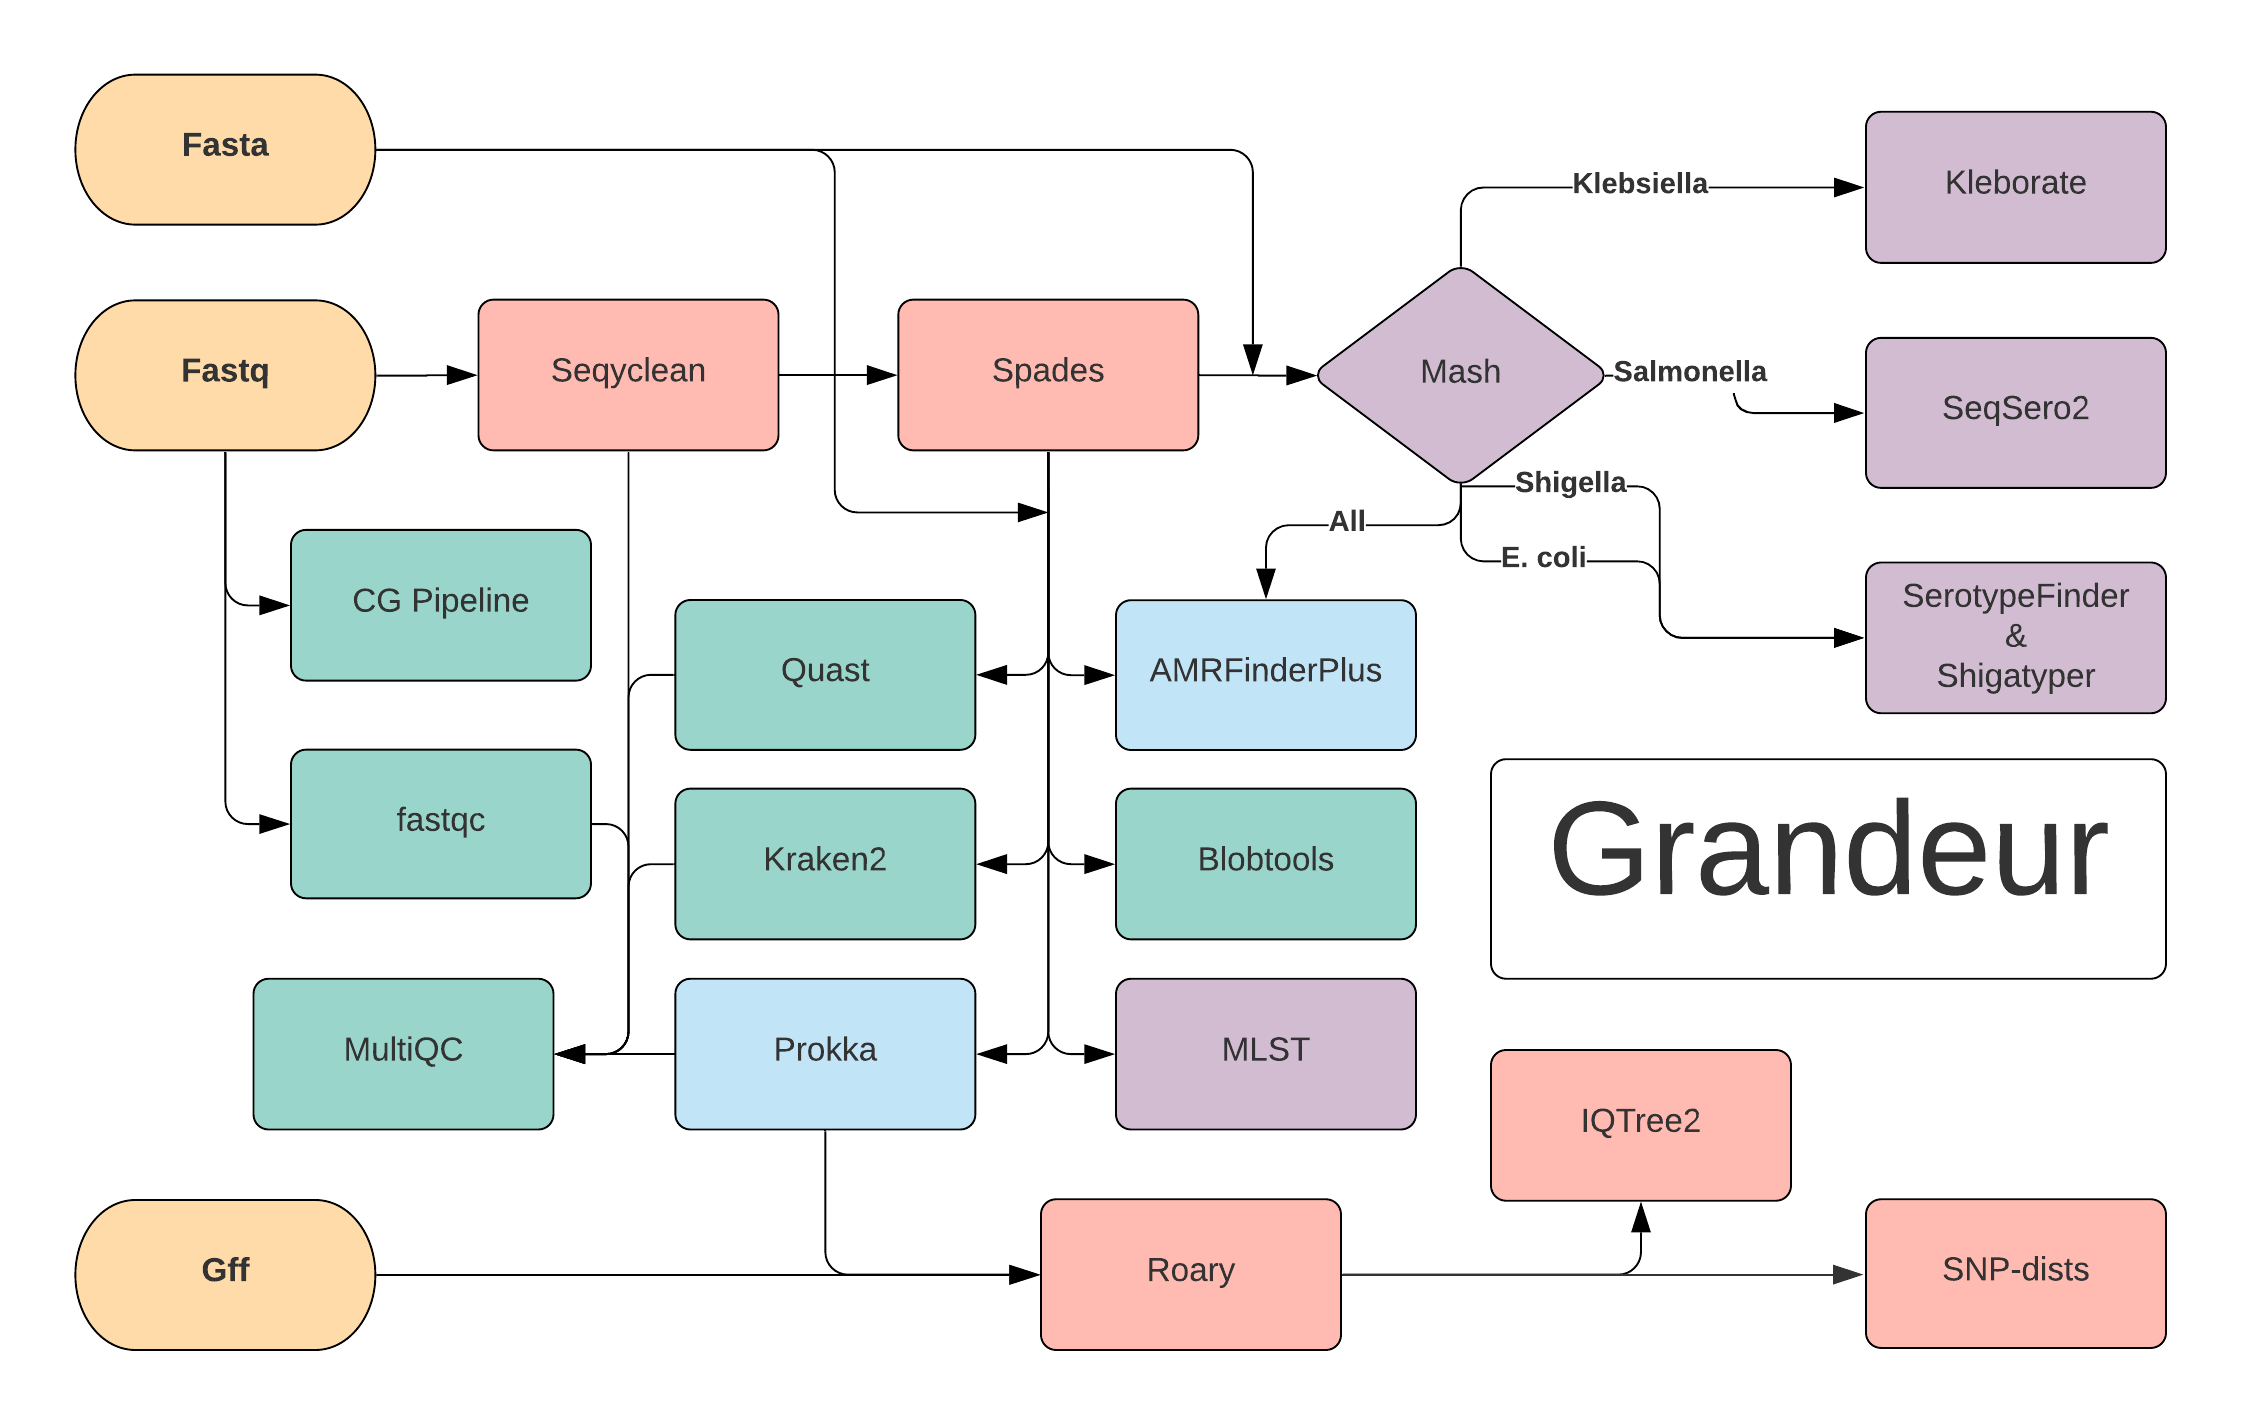 Fasta
Klebsiella
Kleborate
Fastq
Seqyclean
Spades
Mash
Salmonella
SeqSero2
Shigella
All
E. coli
CG Pipeline
Quast
AMRFinderPlus
SerotypeFinder
&
Shigatyper
fastqc
Kraken2
Blobtools
Grandeur
MultiQC
Prokka
MLST
IQTree2
Gff
Roary
SNP-dists